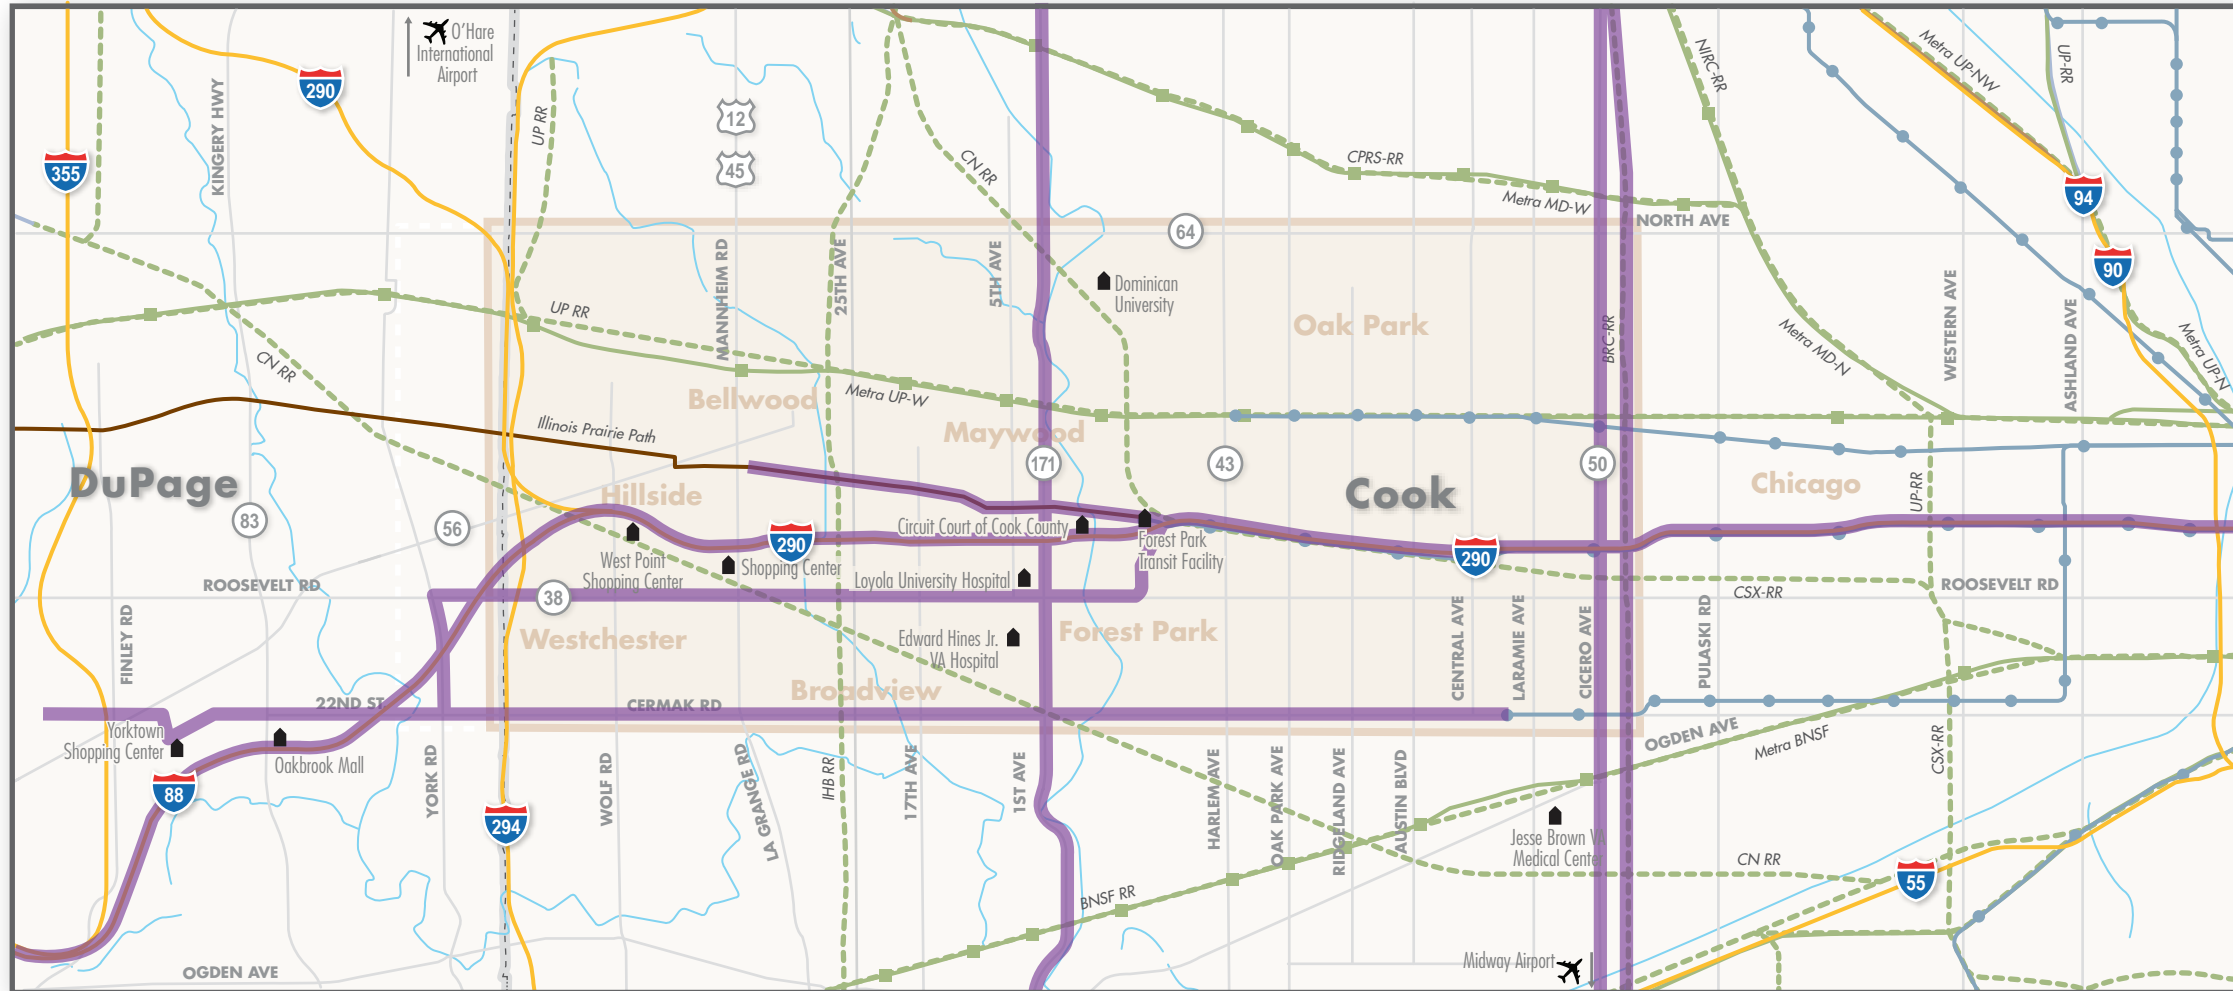 O'Hare
International
Airport
290
355
KINGERY HWY
UP RR
12
45
CN RR
CPRS-RR
Metra MD-W
NORTH AVE
NIRC-RR
Metra UP-NW
UP-RR
94
90
64
MANNHEIM RD
25TH AVE
5TH AVE
Dominican
University
Oak Park
BRC-RR
Metra MD-N
WESTERN AVE
ASHLAND AVE
Metra UP-N
UP RR
CN RR
Bellwood
Metra UP-W
Illinois Prairie Path
Maywood
171
43
50
DuPage
Hillside
Cook
Chicago
UP-RR
83
56
Circuit Court of Cook County
290
West Point
Shopping Center
Shopping Center
Forest Park
Transit Facility
290
Loyola University Hospital
ROOSEVELT RD
38
CSX-RR
ROOSEVELT RD
FINLEY RD
Westchester
Edward Hines Jr.
VA Hospital
Forest Park
CENTRAL AVE
LARAMIE AVE
CICERO AVE
PULASKI RD
Broadview
22ND ST
CERMAK RD
Yorktown
Shopping Center
Oakbrook Mall
88
YORK RD
294
WOLF RD
LA GRANGE RD
IHB RR
17TH AVE
1ST AVE
HARLEM AVE
OAK PARK AVE
RIDGELAND AVE
AUSTIN BLVD
OGDEN AVE
Metra BNSF
CSX-RR
Jesse Brown VA
Medical Center
CN RR
55
BNSF RR
Midway Airport
OGDEN AVE